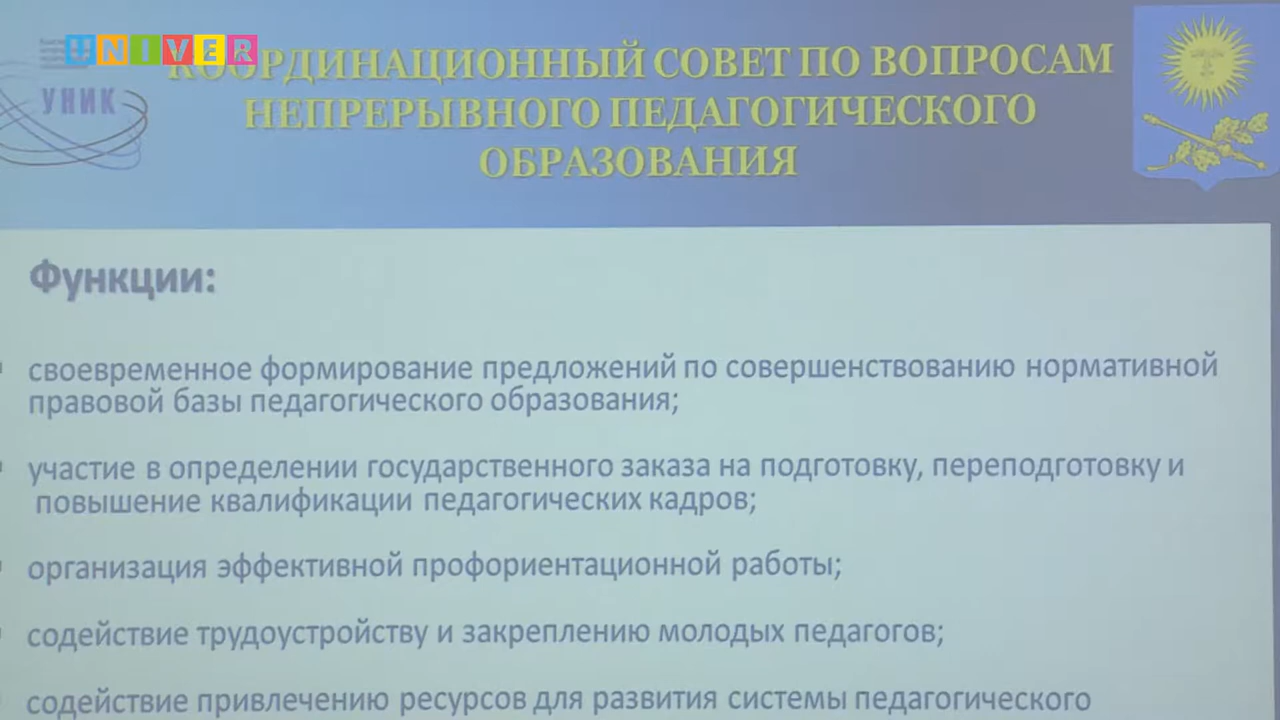 UNIVER
УНИК
КООРДИНАЦИОННЫЙ СОВЕТ ПО ВОПРОСАМ
НЕПРЕРЫВНОГО ПЕДАГОГИЧЕСКОГО
ОБРАЗОВАНИЯ
Функции:
своевременное формирование предложений по совершенствованию нормативной
правовой базы педагогического образования;
участие в определении государственного заказа на подготовку, переподготовку и
повышение квалификации педагогических кадров;
организация эффективной профориентационной работы;
содействие трудоустройству и закреплению молодых педагогов;
содействие привлечению ресурсов для развития системы педагогического